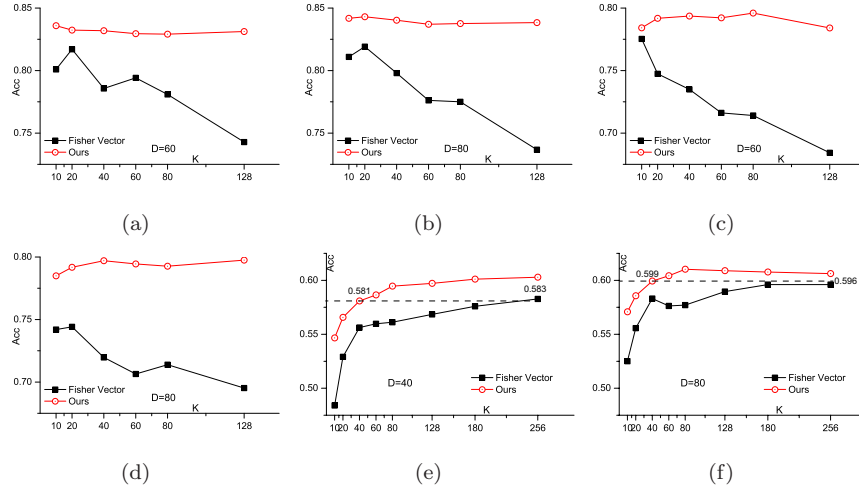 0.85
0.80
0.75
Acc
Fisher Vector
Ours
D=60
K
10 20 40 60 80 128
(a)
0.85
0.80
0.75
Acc
Fisher Vector
Ours
D=80
K
10 20 40 60 80 128
(b)
0.80
0.75
0.70
Acc
Fisher Vector
Ours
D=60
K
10 20 40 60 80 128
(c)
0.80
0.75
0.70
Acc
Fisher Vector
Ours
D=80
K
10 20 40 60 80 128
(d)
Acc
0.60
0.55
0.50
0.581
0.583
Fisher Vector
Ours
D=40
K
10 20 40 60 80 128 180 256
(e)
Acc
0.60
0.55
0.50
0.599
0.596
Fisher Vector
Ours
D=80
K
10 20 40 60 80 128 180 256
(f)